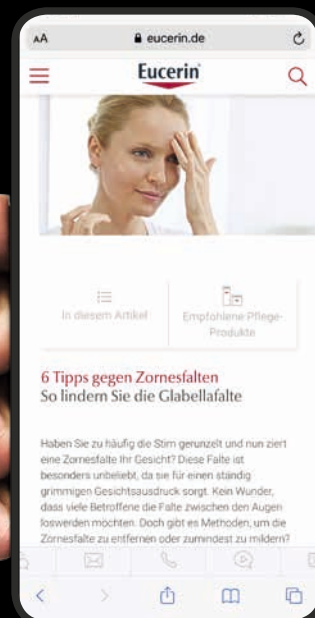 AA eucerin.de
Eucerin
In diesem Artikel
Empfohlene Pflege-
Produkte
6 Tipps gegen Zornesfalten
So lindern Sie die Glabellafalte
Haben Sie zu häufig die Stirn gerunzelt und nun ziert
eine Zornesfalte Ihr Gesicht? Diese Falte ist
besonders unbeliebt, da sie für einen ständig
grimmigen Gesichtsausdruck sorgt. Kein Wunder,
dass viele Betroffene die Falte zwischen den Augen
loswerden möchten. Doch gibt es Methoden, um die
Zornesfalte zu entfernen oder zumindest zu mildern?